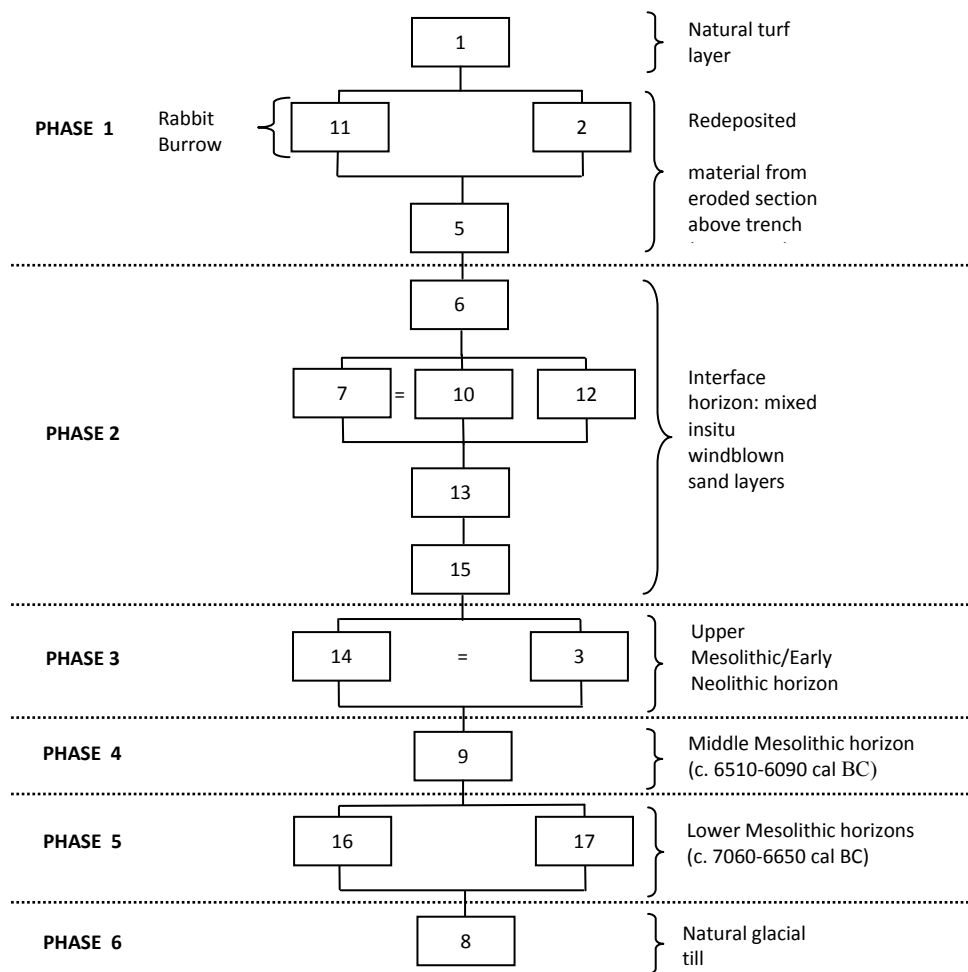 1
Natural turf
layer
PHASE 1
Rabbit
Burrow
11
2
Redeposited
material from
eroded section
above trench
5
6
7
=
10
12
PHASE 2
Interface
horizon: mixed
insitu
windblown
sand layers
13
15
PHASE 3
14
=
3
Upper
Mesolithic/Early
Neolithic horizon
PHASE 4
9
Middle Mesolithic horizon
(c. 6510-6090 cal BC)
PHASE 5
16
17
Lower Mesolithic horizons
(c. 7060-6650 cal BC)
PHASE 6
8
Natural glacial
till